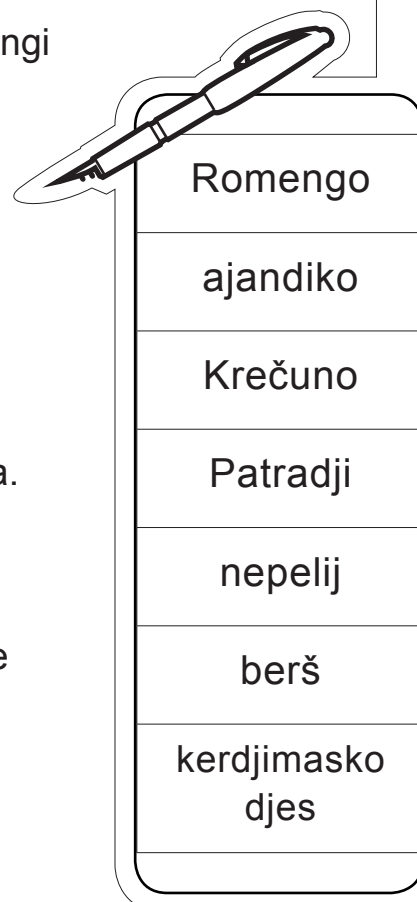 ngi
Romengo
ajandiko
Krečuno
a.
Patradji
nepelij
e
berš
kerdjimasko
djes